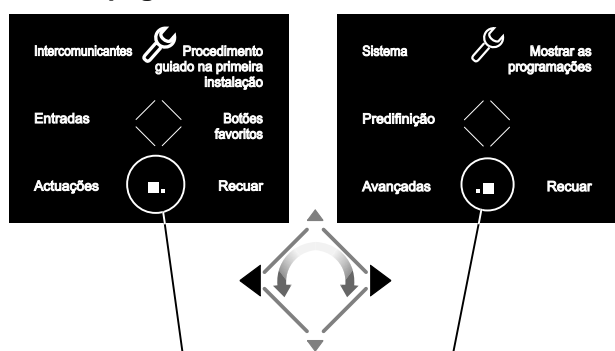 Intercomunicantes
Procedimento
guiado na primeira
instalação
Entradas
Botões
favoritos
Actuações
Recuar
Sistema
Mostrar as
programações
Predifinição
Avançadas
Recuar